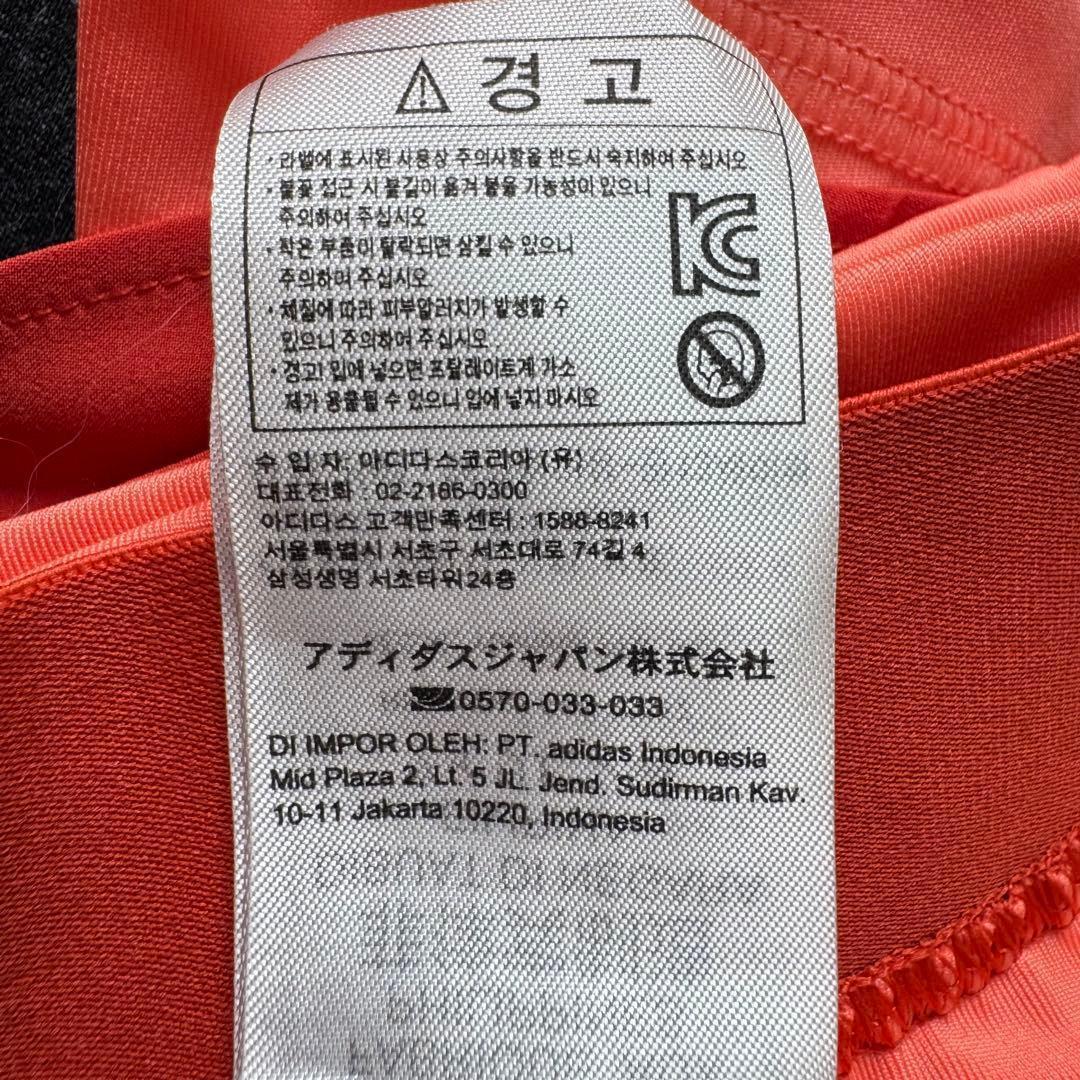 경 고
· 라벨에 표시된 사용상 주의사항을 반드시 숙지하여 주십시오
· 불꽃 접근 시 불길이 옮겨 붙을 가능성이 있으니
주의하여 주십시오
· 작은 부품이 탈락되면 삼킬 수 있으니
주의하여 주십시오
· 체질에 따라 피부알러지가 발생할 수
있으니 주의하여 주십시오
· 경고! 입에 넣으면 프탈레이트계 가소
제가 용출될 수 있으니 입에 넣지 마시오
수 입 자: 아디다스코리아 (유)
대표전화 : 02-2186-0300
아디다스 고객만족센터 : 1588-8241
서울특별시 서초구 서초대로 74길 4
삼성생명 서초타워 24층
アディダスジャパン株式会社
0570-033-033
DI IMPOR OLEH: PT. adidas Indonesia
Mid Plaza 2, Lt. 5 JL. Jend. Sudirman Kav.
10-11 Jakarta 10220, Indonesia